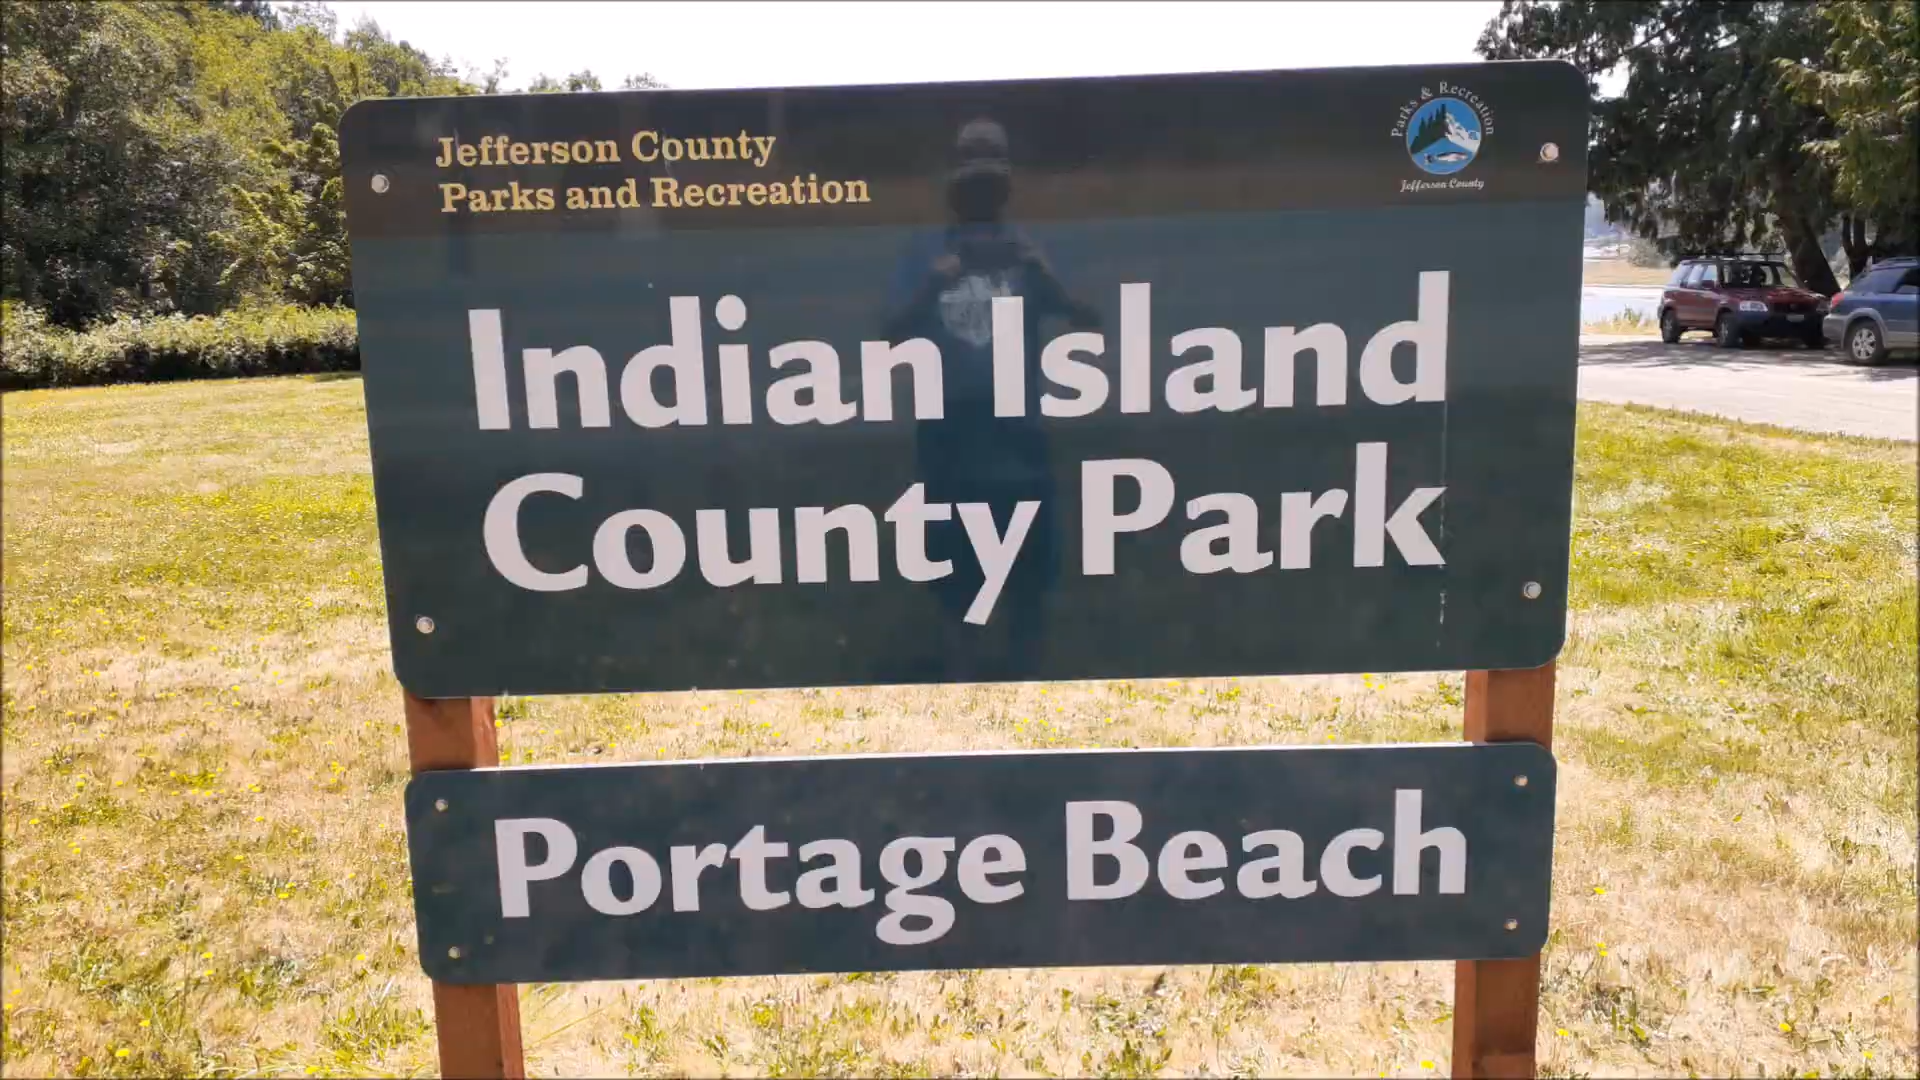 Jefferson County
Parks and Recreation
Parks & Recreation
Jefferson County
Indian Island
County Park
Portage Beach